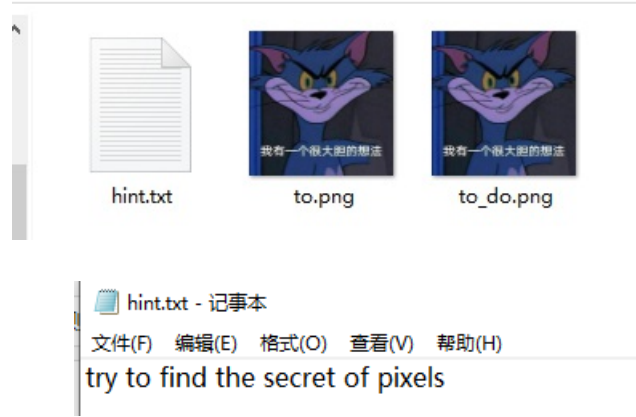 我有一个很大胆的想法
我有一个很大胆的想法
hint.txt
to.png
to_do.png
hint.txt - 记事本
文件(F) 编辑(E) 格式(O) 查看(V) 帮助(H)
try to find the secret of pixels